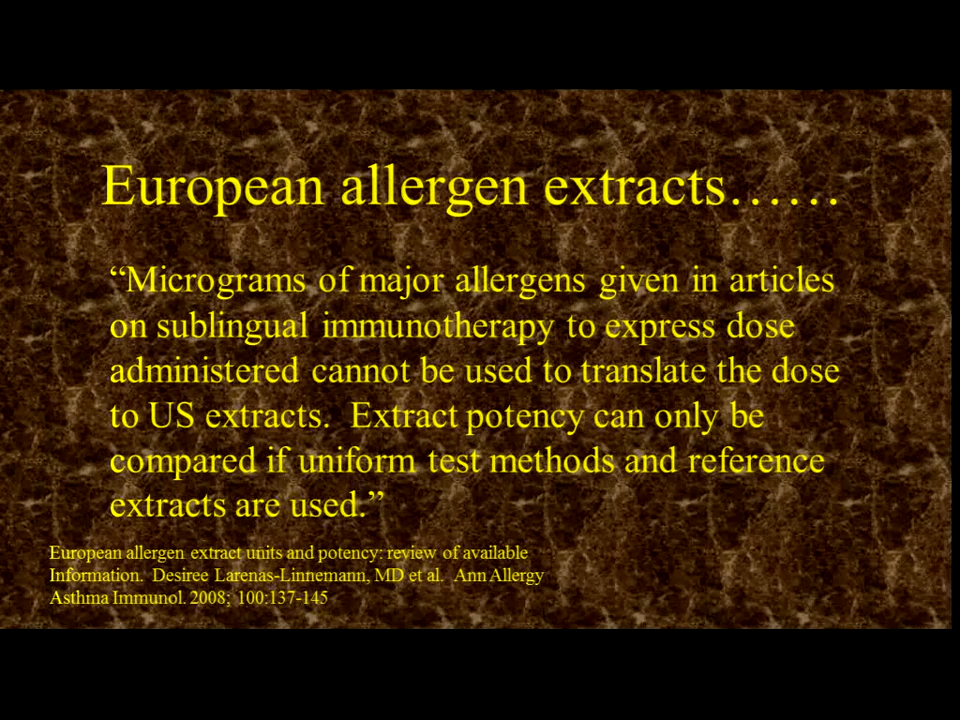 European allergen extracts……
“Micrograms of major allergens given in articles
on sublingual immunotherapy to express dose
administered cannot be used to translate the dose
to US extracts.  Extract potency can only be
compared if uniform test methods and reference
extracts are used.”
European allergen extract units and potency: review of available
Information.  Desiree Larenas-Linnemann, MD et al.  Ann Allergy
Asthma Immunol. 2008; 100:137-145